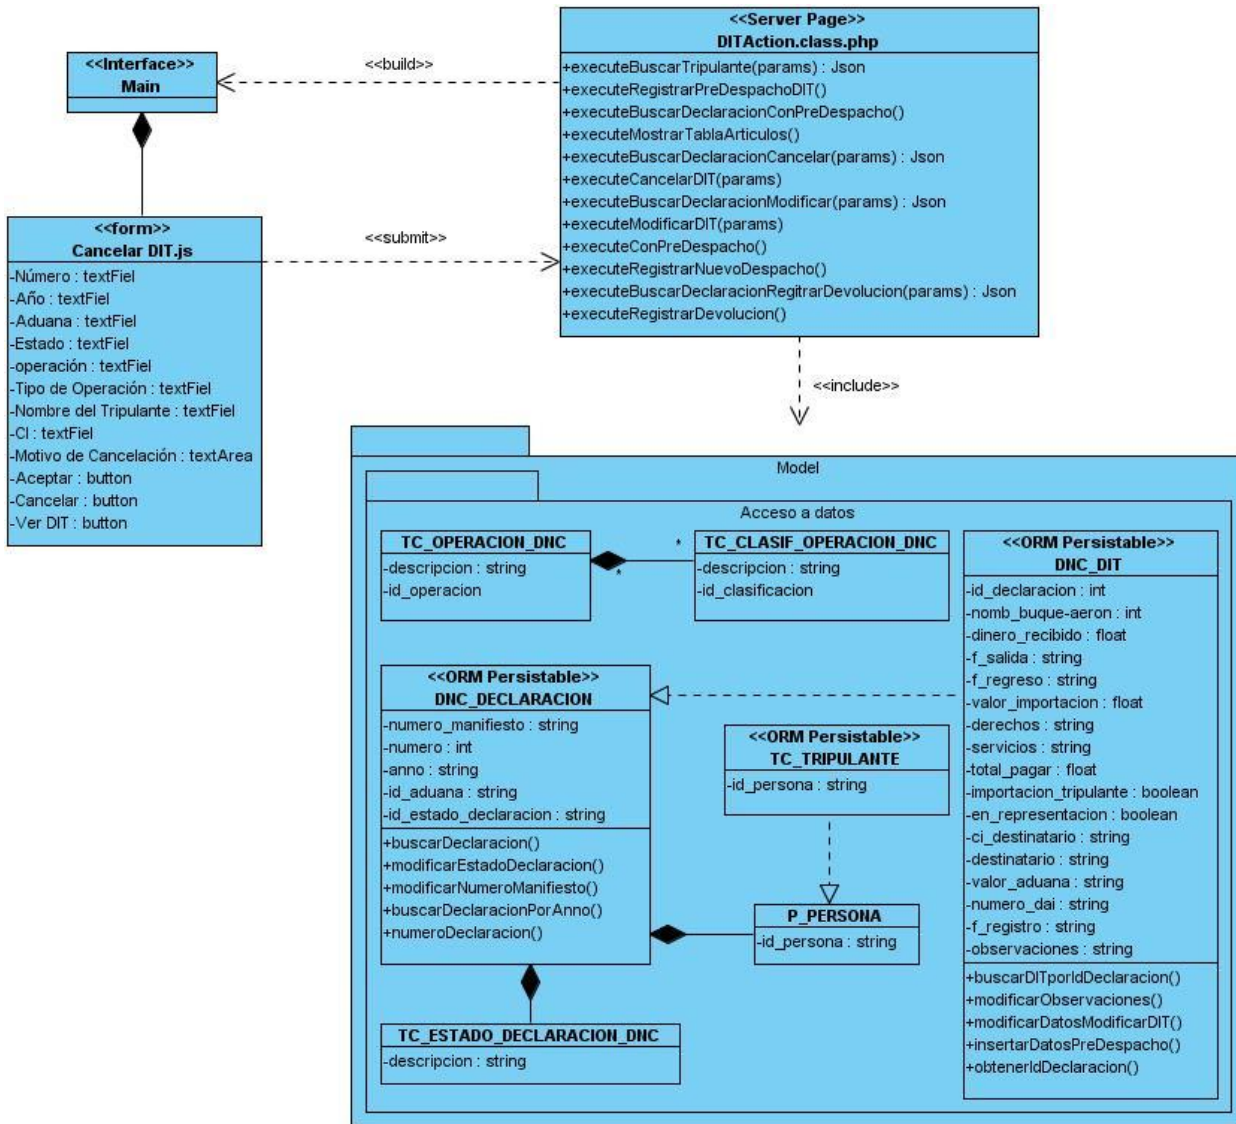 <<Server Page>>
DITAction.class.php
+executeBuscarTripulante(params) : Json
+executeRegistrarPreDespachoDIT()
+executeBuscarDeclaracionConPreDespacho()
+executeMostrarTablaArticulos()
+executeBuscarDeclaracionCancelar(params) : Json
+executeCancelarDIT(params)
+executeBuscarDeclaracionModificar(params) : Json
+executeModificarDIT(params)
+executeConPreDespacho()
+executeRegistrarNuevoDespacho()
+executeBuscarDeclaracionRegitrarDevolucion(params) : Json
+executeRegistrarDevolucion()
<<Interface>>
Main
<<build>>
<<form>>
Cancelar DIT.js
-Número : textFiel
-Año : textFiel
-Aduana : textFiel
-Estado : textFiel
-operación : textFiel
-Tipo de Operación : textFiel
-Nombre del Tripulante : textFiel
-CI : textFiel
-Motivo de Cancelación : textArea
-Aceptar : button
-Cancelar : button
-Ver DIT : button
<<submit>>
<<include>>
Model
Acceso a datos
TC_OPERACION_DNC
-descripcion : string
-id_operacion
*
*
TC_CLASIF_OPERACION_DNC
-descripcion : string
-id_clasificacion
<<ORM Persistable>>
DNC_DIT
-id_declaracion : int
-nomb_buque-aeron : int
-dinero_recibido : float
-f_salida : string
-f_regreso : string
-valor_importacion : float
-derechos : string
-servicios : string
-total_pagar : float
-importacion_tripulante : boolean
-en_representacion : boolean
-ci_destinatario : string
-destinatario : string
-valor_aduana : string
-numero_dai : string
-f_registro : string
-observaciones : string
+buscarDITporIdDeclaracion()
+modificarObservaciones()
+modificarDatosModificarDIT()
+insertarDatosPreDespacho()
+obtenerIdDeclaracion()
<<ORM Persistable>>
DNC_DECLARACION
-numero_manifiesto : string
-numero : int
-anno : string
-id_aduana : string
-id_estado_declaracion : string
+buscarDeclaracion()
+modificarEstadoDeclaracion()
+modificarNumeroManifiesto()
+buscarDeclaracionPorAnno()
+numeroDeclaracion()
<<ORM Persistable>>
TC_TRIPULANTE
-id_persona : string
P_PERSONA
-id_persona : string
TC_ESTADO_DECLARACION_DNC
-descripcion : string